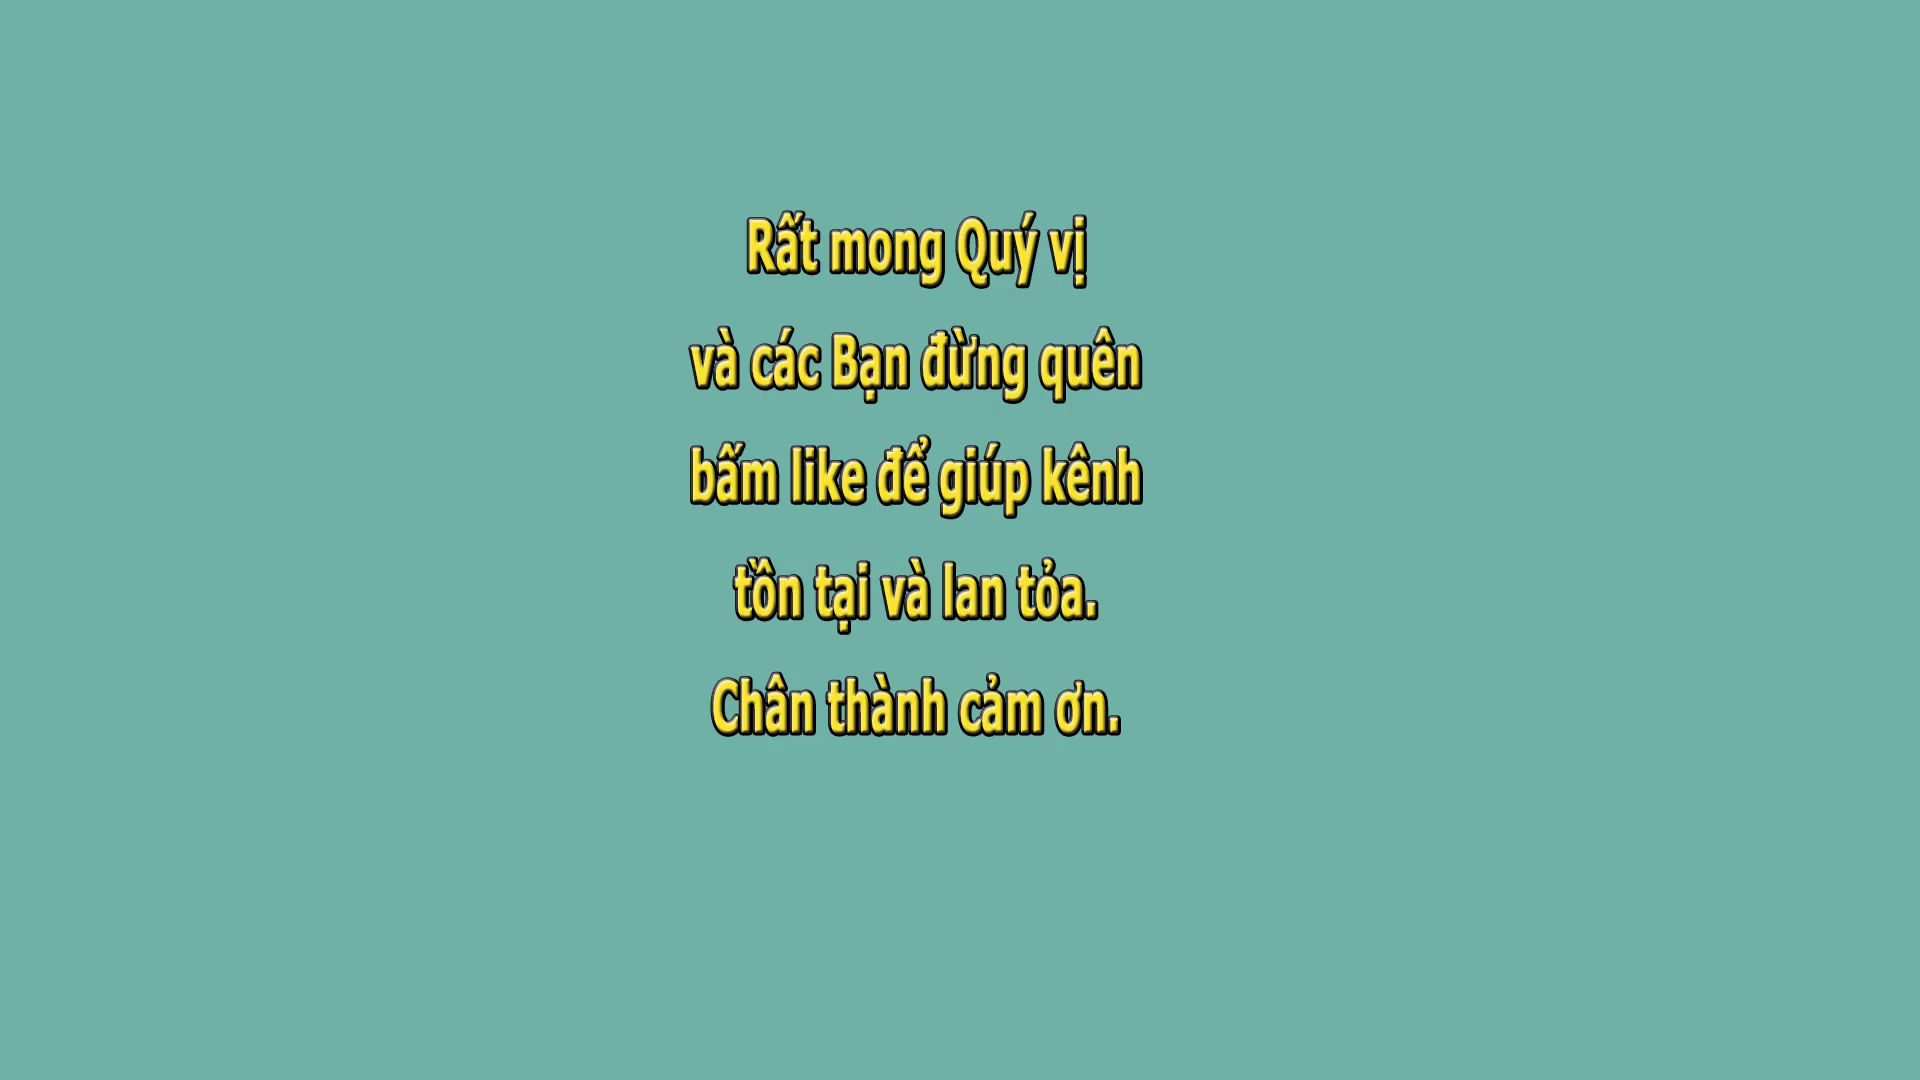 Rất mong Quý vị
và các Bạn đừng quên
bấm like để giúp kênh
tồn tại và lan tỏa.
Chân thành cảm ơn.